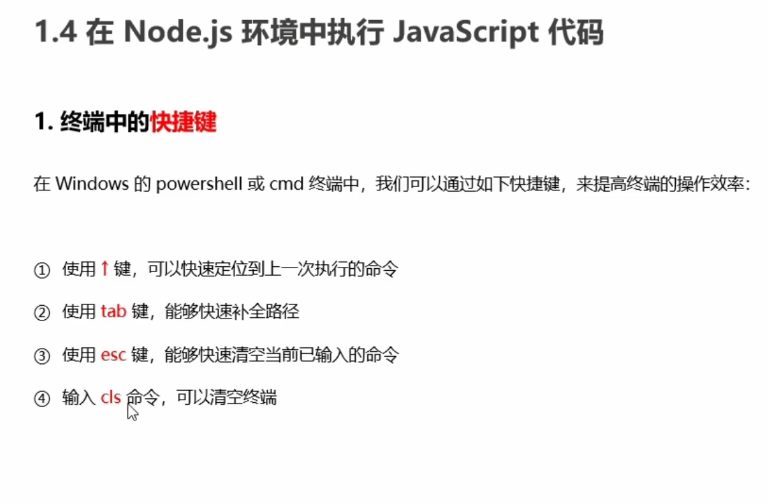 1.4 在 Node.js 环境中执行 JavaScript 代码
1. 终端中的快捷键
在 Windows 的 powershell 或 cmd 终端中，我们可以通过如下快捷键，来提高终端的操作效率：
① 使用 ↑ 键，可以快速定位到上一次执行的命令
② 使用 tab 键，能够快速补全路径
③ 使用 esc 键，能够快速清空当前已输入的命令
④ 输入 cls 命令，可以清空终端